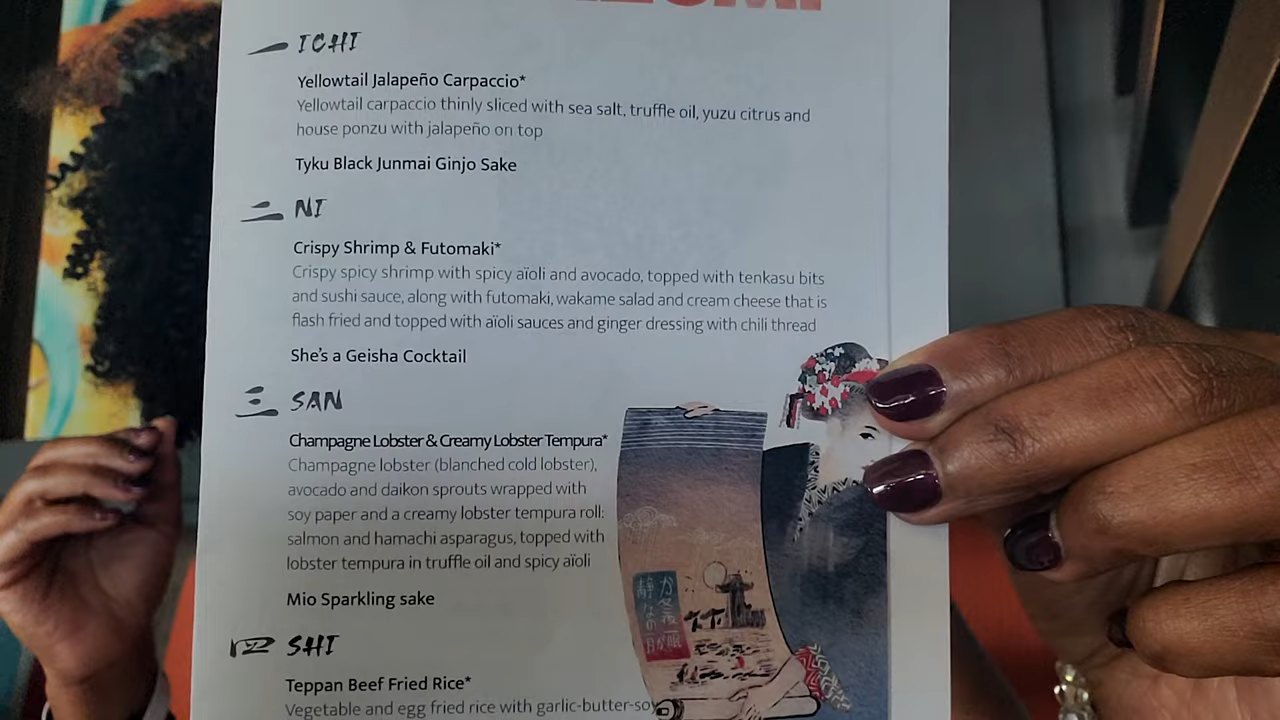 一 ICHI
Yellowtail Jalapeño Carpaccio*
Yellowtail carpaccio thinly sliced with sea salt, truffle oil, yuzu citrus and
house ponzu with jalapeño on top
Tyku Black Junmai Ginjo Sake
二 NI
Crispy Shrimp & Futomaki*
Crispy spicy shrimp with spicy aïoli and avocado, topped with tenkasu bits
and sushi sauce, along with futomaki, wakame salad and cream cheese that is
flash fried and topped with aïoli sauces and ginger dressing with chili thread
She's a Geisha Cocktail
三 SAN
Champagne Lobster & Creamy Lobster Tempura*
Champagne lobster (blanched cold lobster),
avocado and daikon sprouts wrapped with
soy paper and a creamy lobster tempura roll:
salmon and hamachi asparagus, topped with
lobster tempura in truffle oil and spicy aïoli
Mio Sparkling sake
四 SHI
Teppan Beef Fried Rice*
Vegetable and egg fried rice with garlic-butter-soy